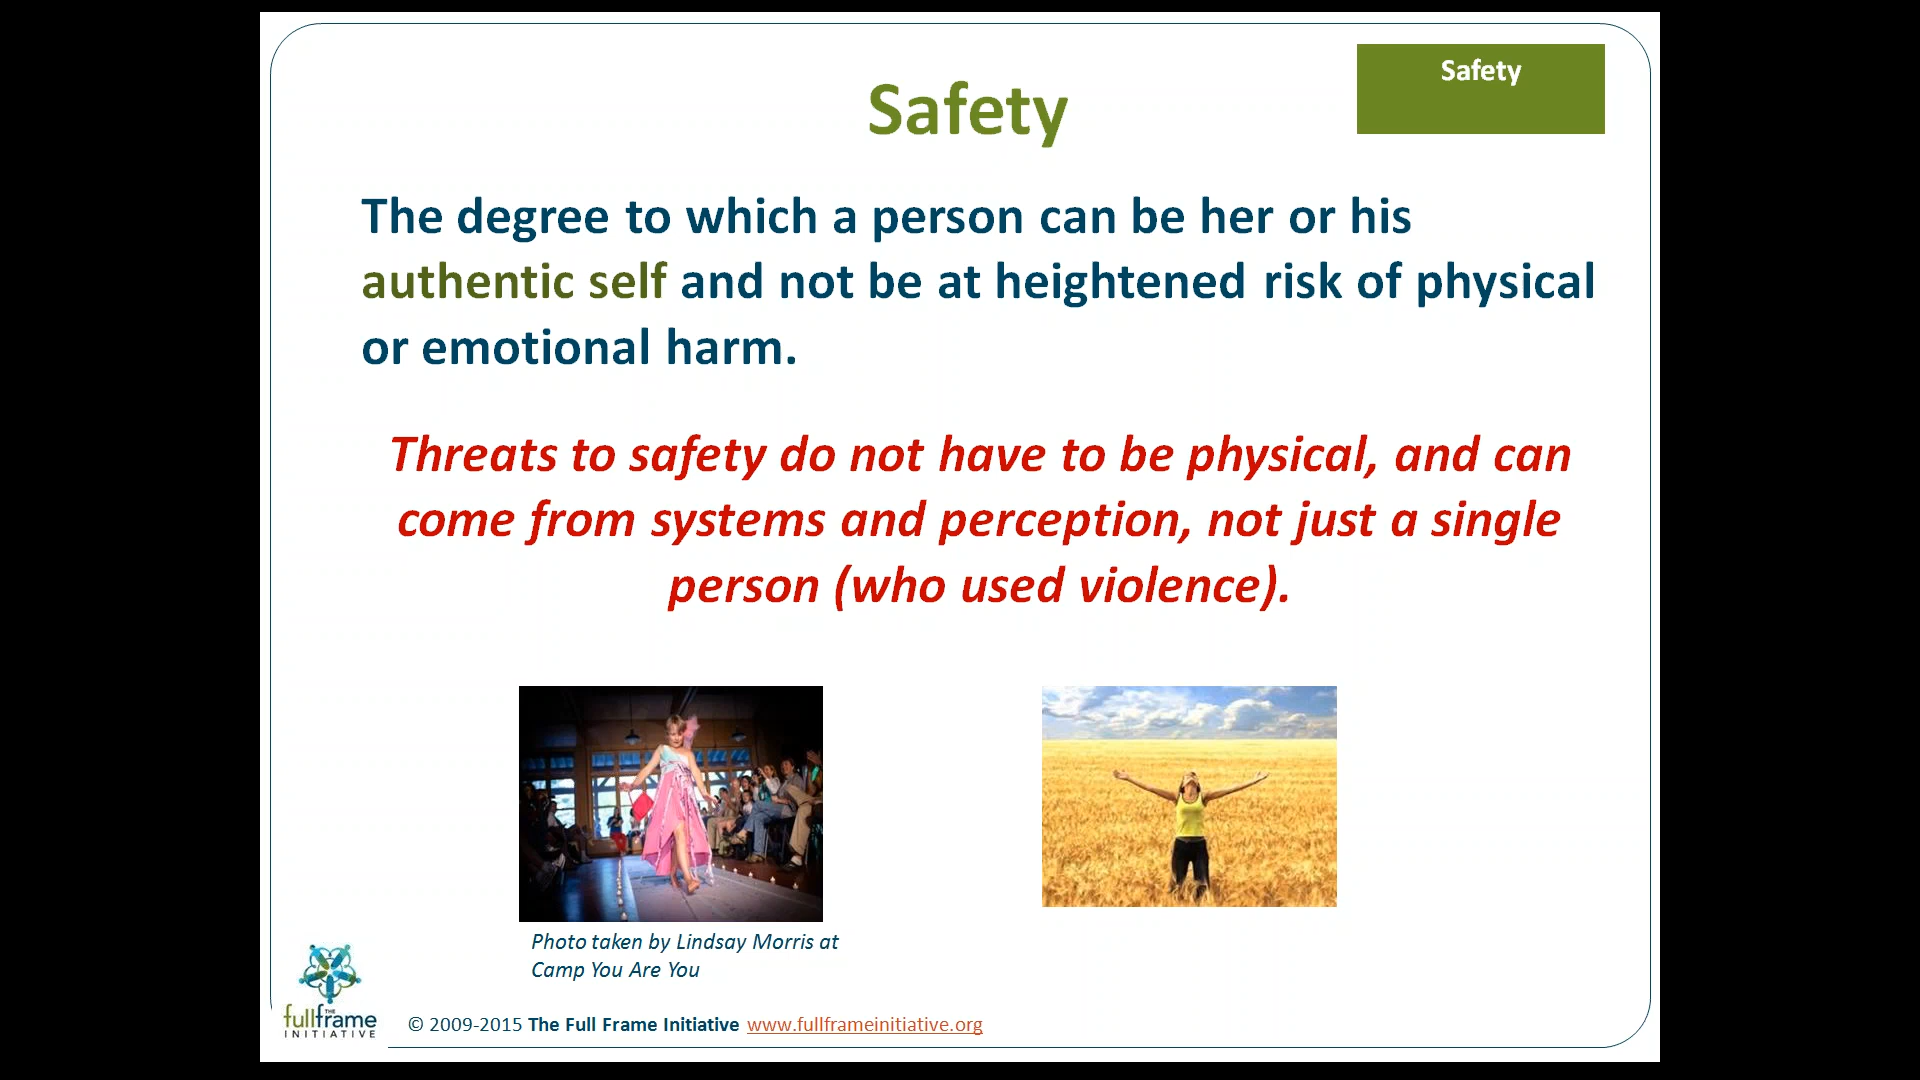 Safety
Safety
The degree to which a person can be her or his
authentic self and not be at heightened risk of physical
or emotional harm.
Threats to safety do not have to be physical, and can
come from systems and perception, not just a single
person (who used violence).
Photo taken by Lindsay Morris at
Camp You Are You
THE
fullframe
INITIATIVE
© 2009-2015 The Full Frame Initiative www.fullframeinitiative.org